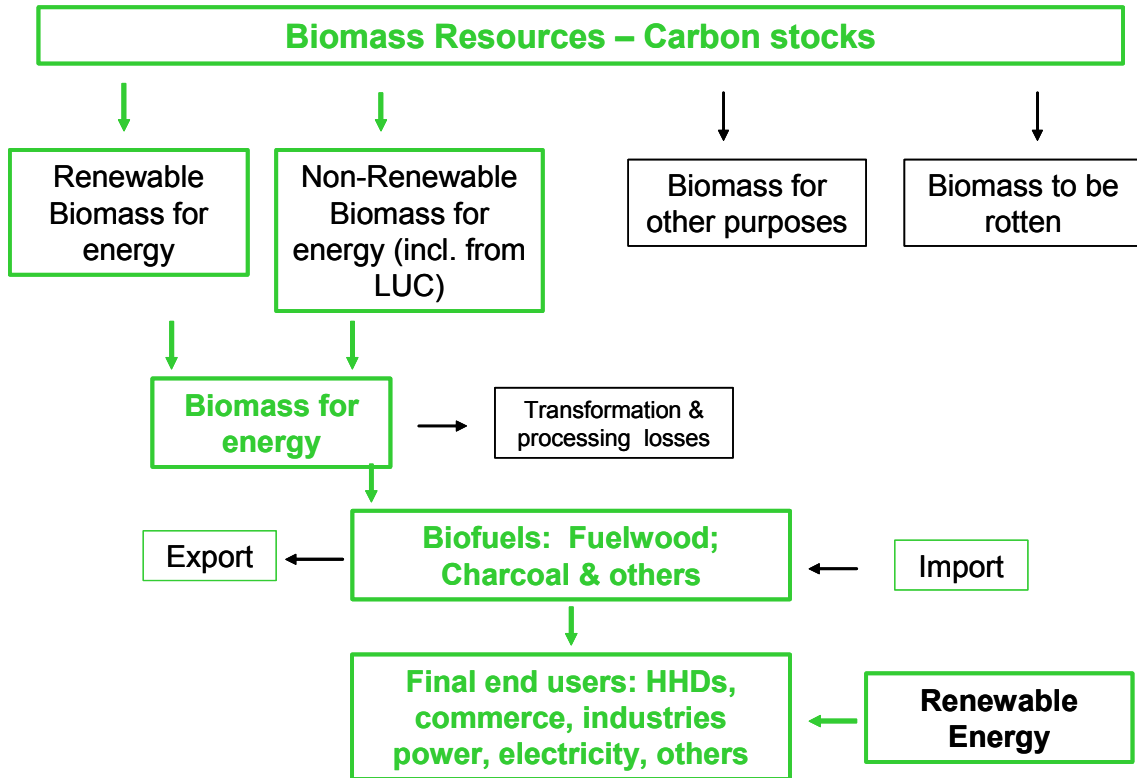 Biomass Resources – Carbon stocks
Renewable
Biomass for
energy
Non-Renewable
Biomass for
energy (incl. from
LUC)
Biomass for
other purposes
Biomass to be
rotten
Biomass for
energy
Transformation &
processing losses
Export
Biofuels: Fuelwood;
Charcoal & others
Import
Final end users: HHDs,
commerce, industries
power, electricity, others
Renewable
Energy